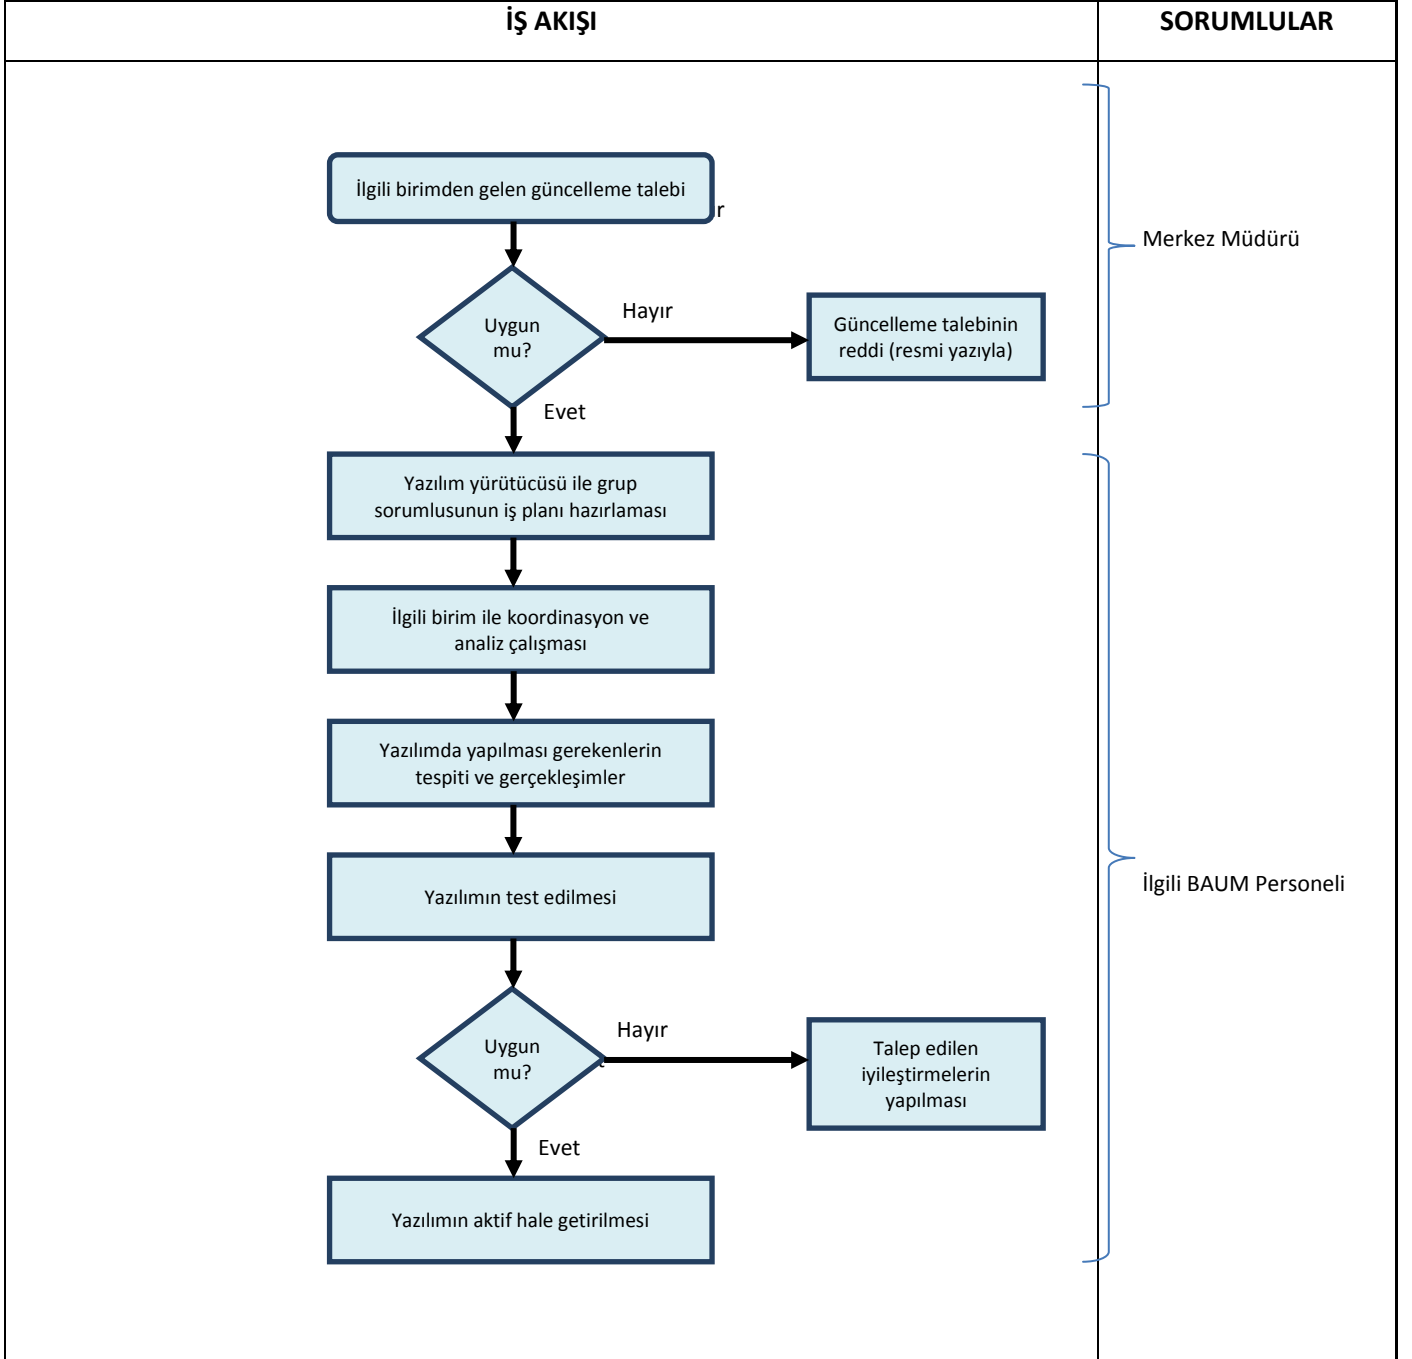 İŞ AKIŞI
SORUMLULAR
İlgili birimden gelen güncelleme talebi
r
Merkez Müdürü
Uygun
mu?
Hayır
Güncelleme talebinin
reddi (resmi yazıyla)
Evet
Yazılım yürütücüsü ile grup
sorumlusunun iş planı hazırlaması
İlgili birim ile koordinasyon ve
analiz çalışması
Yazılımda yapılması gerekenlerin
tespiti ve gerçekleşimler
Yazılımın test edilmesi
İlgili BAUM Personeli
Uygun
mu?
Hayır
Talep edilen
iyileştirmelerin
yapılması
Evet
Yazılımın aktif hale getirilmesi